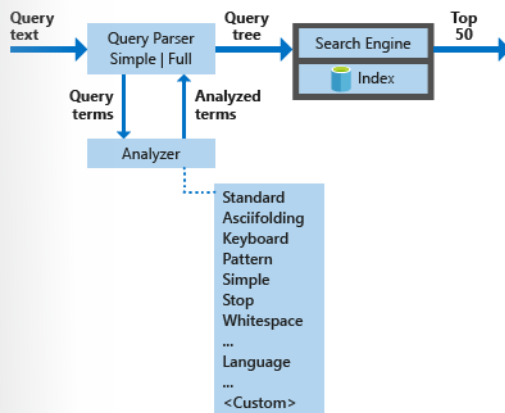 Query
text
Query Parser
Simple | Full
Query
tree
Search Engine
Index
Top
50
Query
terms
Analyzed
terms
Analyzer
Standard
Asciifolding
Keyboard
Pattern
Simple
Stop
Whitespace
...
Language
...
<Custom>